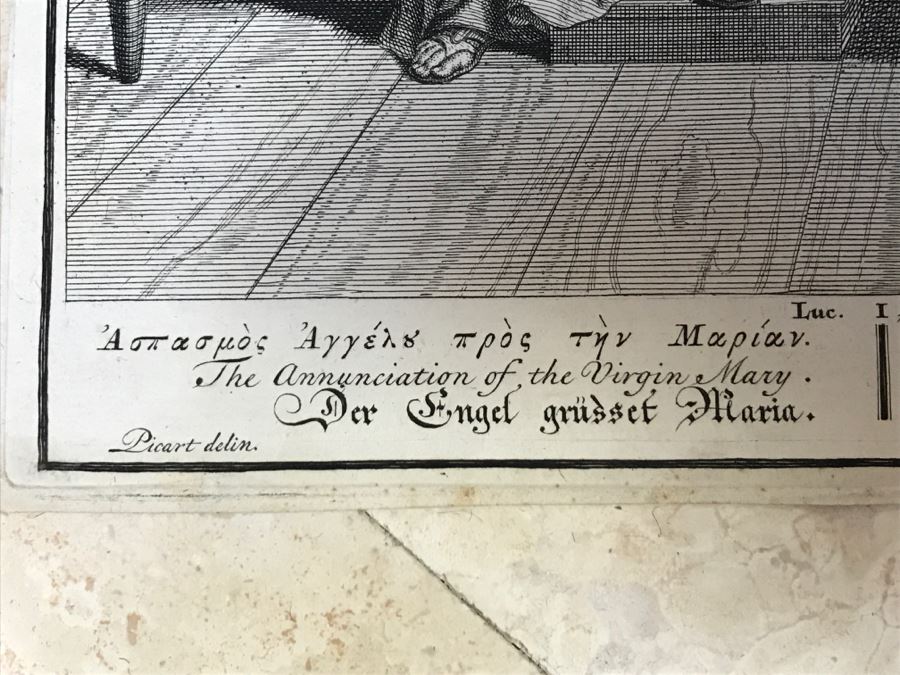 Luc. I
Ἀσπασμὸς Ἀγγέλȣ πρὸς τὴν Μαρίαν.
The Annunciation of the Virgin Mary.
Der Engel grüsset Maria.
Picart delin.